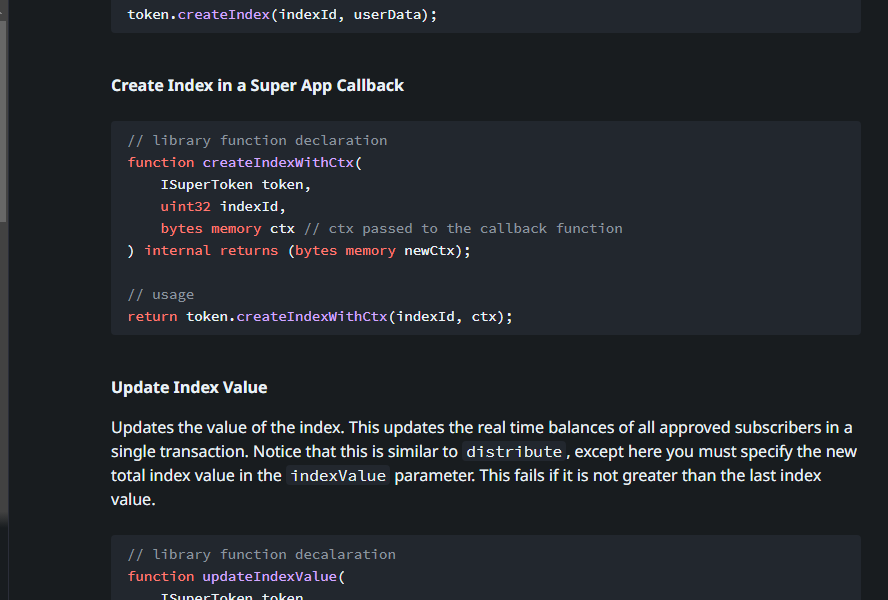 token.createIndex(indexId, userData);
Create Index in a Super App Callback
// library function declaration
function createIndexWithCtx(
    ISuperToken token,
    uint32 indexId,
    bytes memory ctx // ctx passed to the callback function
) internal returns (bytes memory newCtx);
// usage
return token.createIndexWithCtx(indexId, ctx);
Update Index Value
Updates the value of the index. This updates the real time balances of all approved subscribers in a
single transaction. Notice that this is similar to distribute, except here you must specify the new
total index value in the indexValue parameter. This fails if it is not greater than the last index
value.
// library function decalaration
function updateIndexValue(
    ISuperToken token